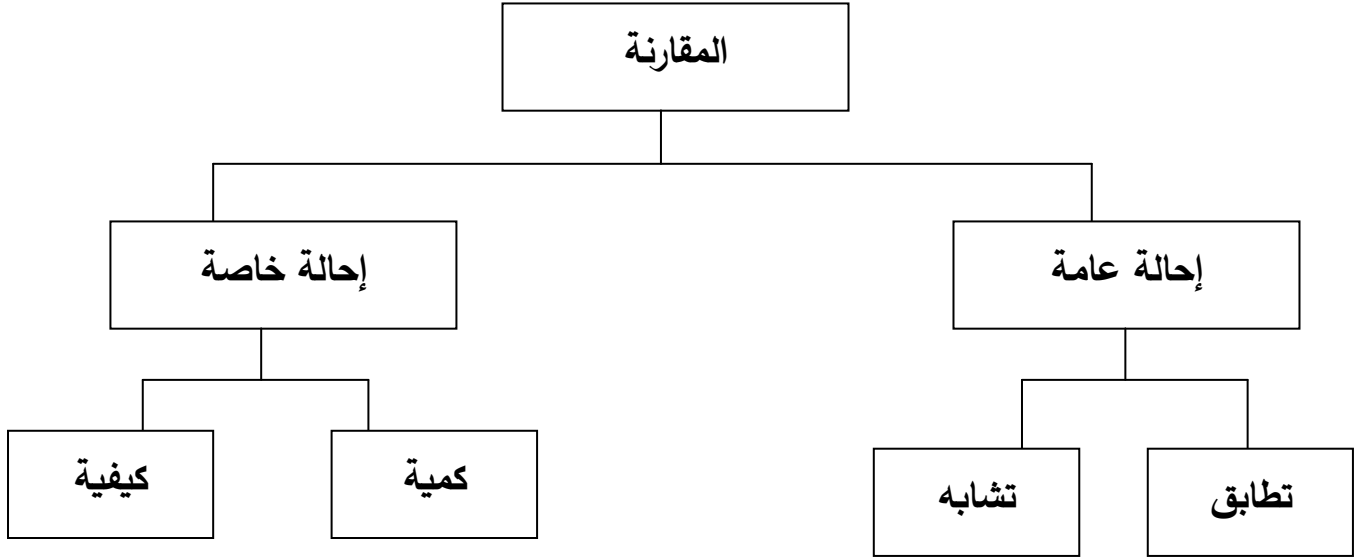 المقارنة
إحالة عامة
إحالة خاصة
تطابق
تشابه
كمية
كيفية